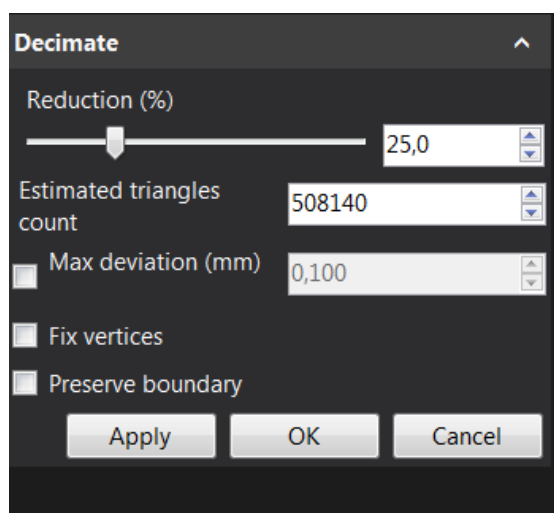 Decimate
Reduction (%)
25,0
Estimated triangles
count
508140
Max deviation (mm)
0,100
Fix vertices
Preserve boundary
Apply OK Cancel